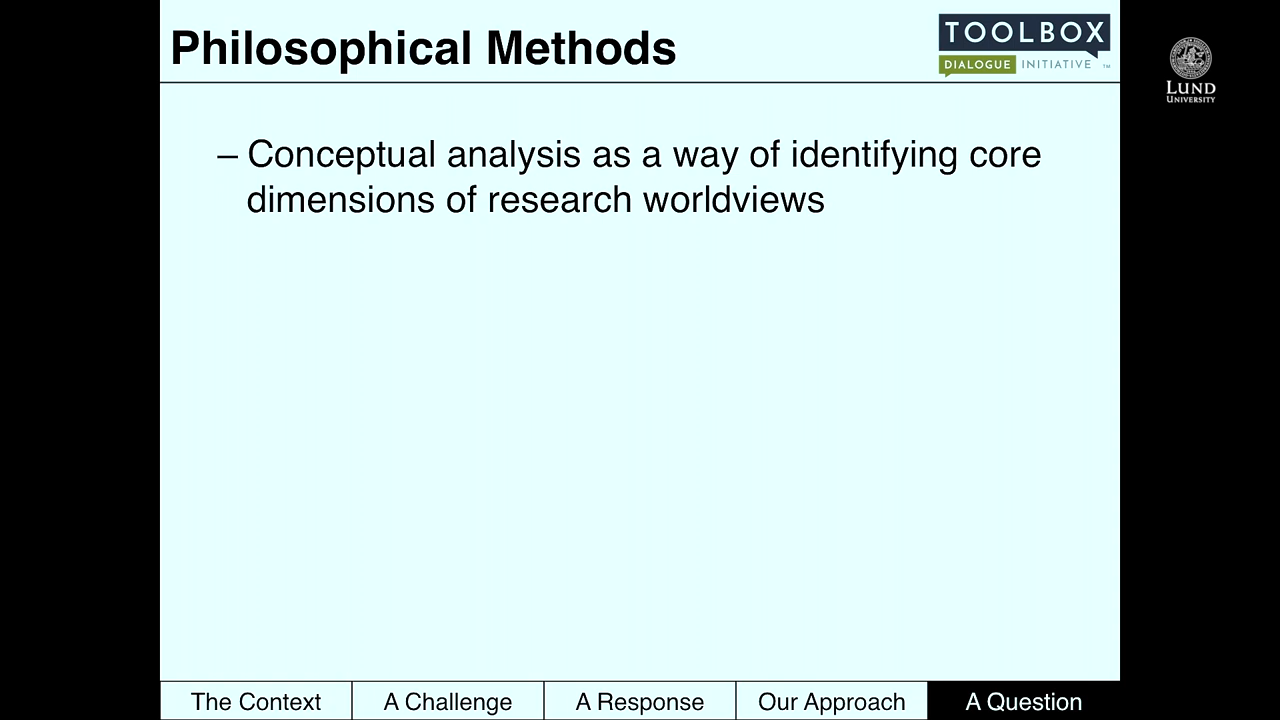 Philosophical Methods
TOOLBOX
DIALOGUE INITIATIVE ™
LUND
UNIVERSITY
– Conceptual analysis as a way of identifying core
dimensions of research worldviews
The Context
A Challenge
A Response
Our Approach
A Question